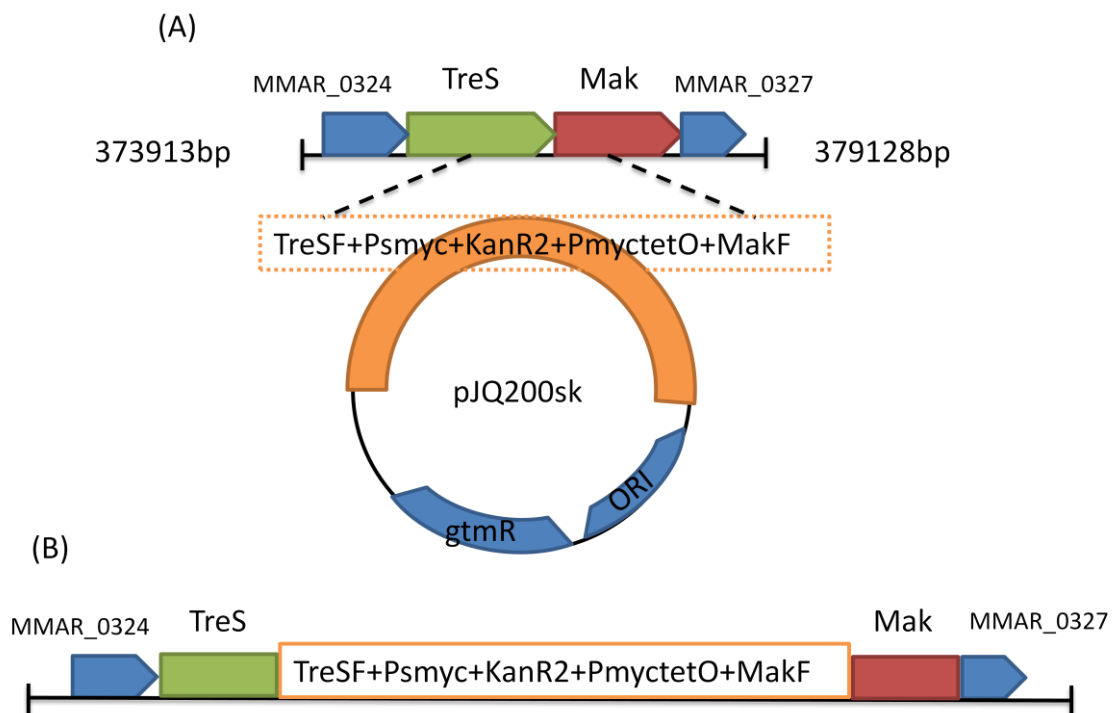 (A)
TreS Mak
MMAR_0324 MMAR_0327
373913bp 379128bp
TreSF+Psmyc+KanR2+PmyctetO+MakF
pJQ200sk
ORI
gtmR
(B)
TreS Mak
MMAR_0324 MMAR_0327
TreSF+Psmyc+KanR2+PmyctetO+MakF